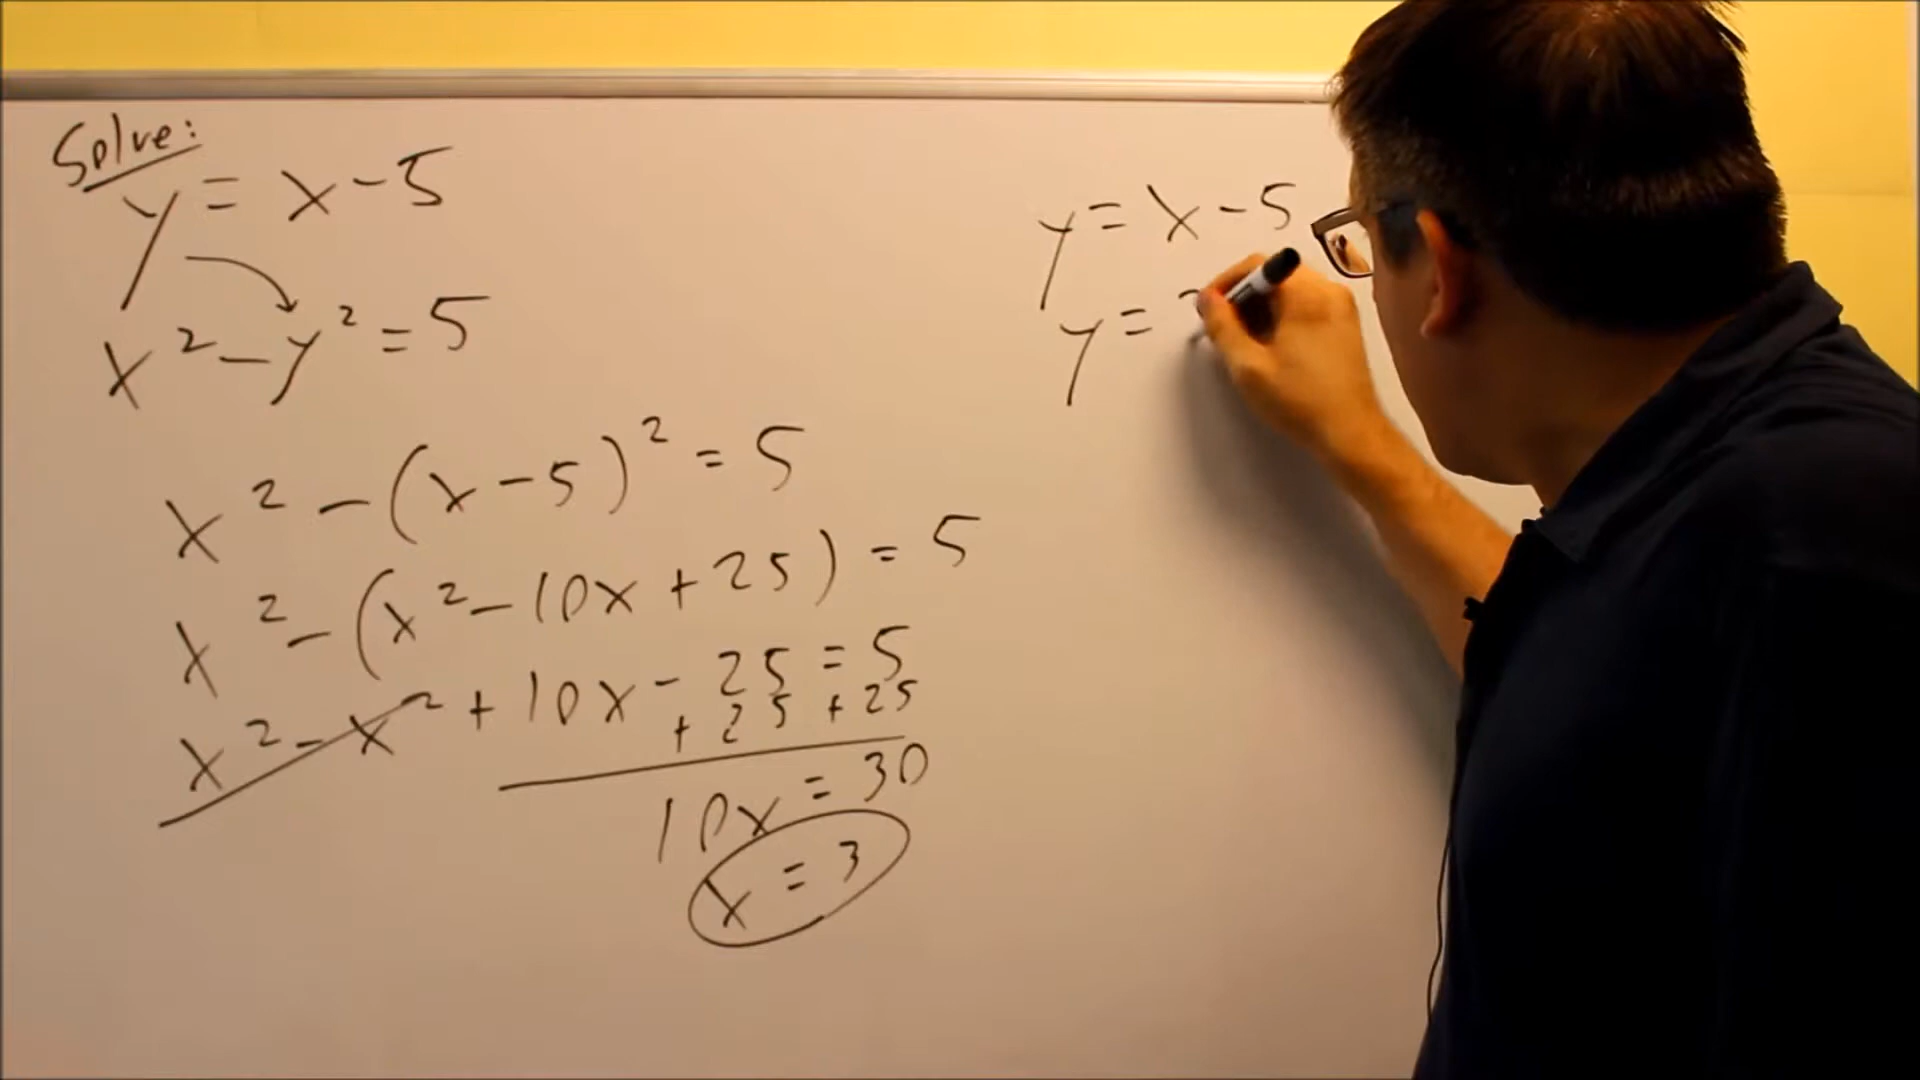 Solve:
y = x - 5
x² - y² = 5
x² - (x - 5)² = 5
x² - (x² - 10x + 25) = 5
x² - x² + 10x - 25 = 5
+ 25 + 25
10x = 30
x = 3
y = x - 5
y =